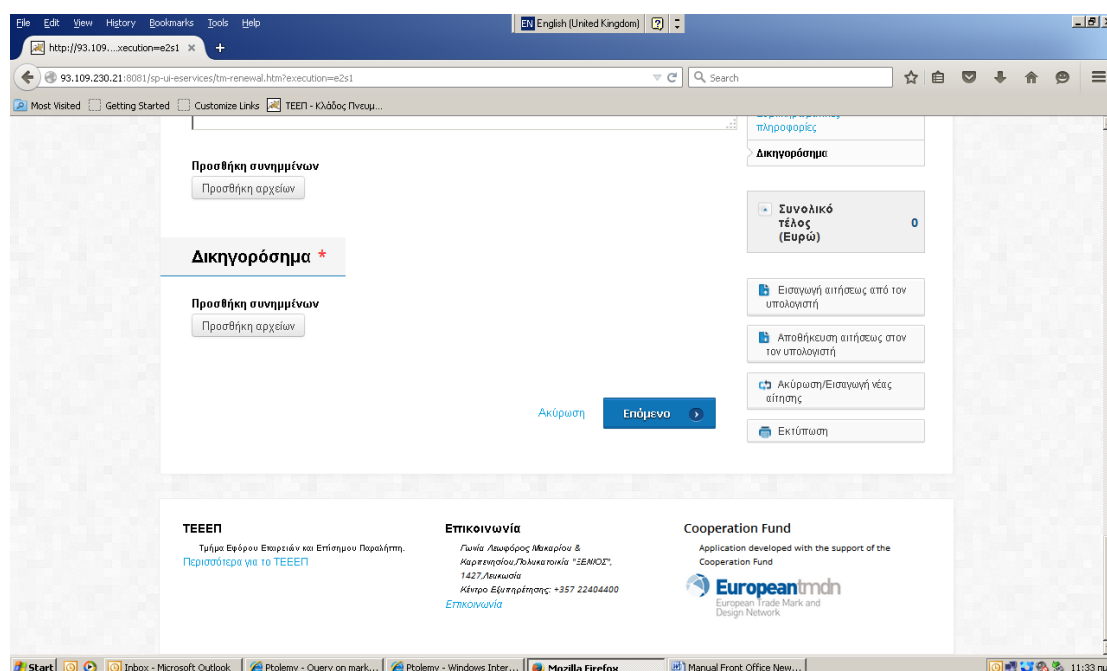 File Edit View History Bookmarks Tools Help
EN English (United Kingdom)
http://93.109....xecution=e2s1
93.109.230.21:8081/sp-ui-eservices/tm-renewal.htm?execution=e2s1
Search
Most Visited Getting Started Customize Links ΤΕΕΠ - Κλάδος Πνευμ...
πληροφορίες
Δικηγορόσημα
Προσθήκη συνημμένων
Προσθήκη αρχείων
Συνολικό
τέλος
(Ευρώ)
0
Δικηγορόσημα *
Προσθήκη συνημμένων
Προσθήκη αρχείων
Εισαγωγή αιτήσεως από τον
υπολογιστή
Αποθήκευση αιτήσεως στον
τον υπολογιστή
Ακύρωση/Εισαγωγή νέας
αίτησης
Εκτύπωση
Ακύρωση
Επόμενο
ΤΕΕΕΠ
Τμήμα Εφόρου Εταιρειών και Επίσημου Παραλήπτη.
Περισσότερα για το ΤΕΕΕΠ
Επικοινωνία
Γωνία Λεωφόρος Μακαρίου &
Καρπενησίου,Πολυκατοικία "ΞΕΝΙΟΣ",
1427,Λευκωσία
Κέντρο Εξυπηρέτησης: +357 22404400
Επικοινωνία
Cooperation Fund
Application developed with the support of the
Cooperation Fund
Europeantmdn
European Trade Mark and
Design Network
Start
Inbox - Microsoft Outlook
Ptolemy - Query on mark...
Ptolemy - Windows Inter...
Mozilla Firefox
Manual Front Office New...
11:33 πμ